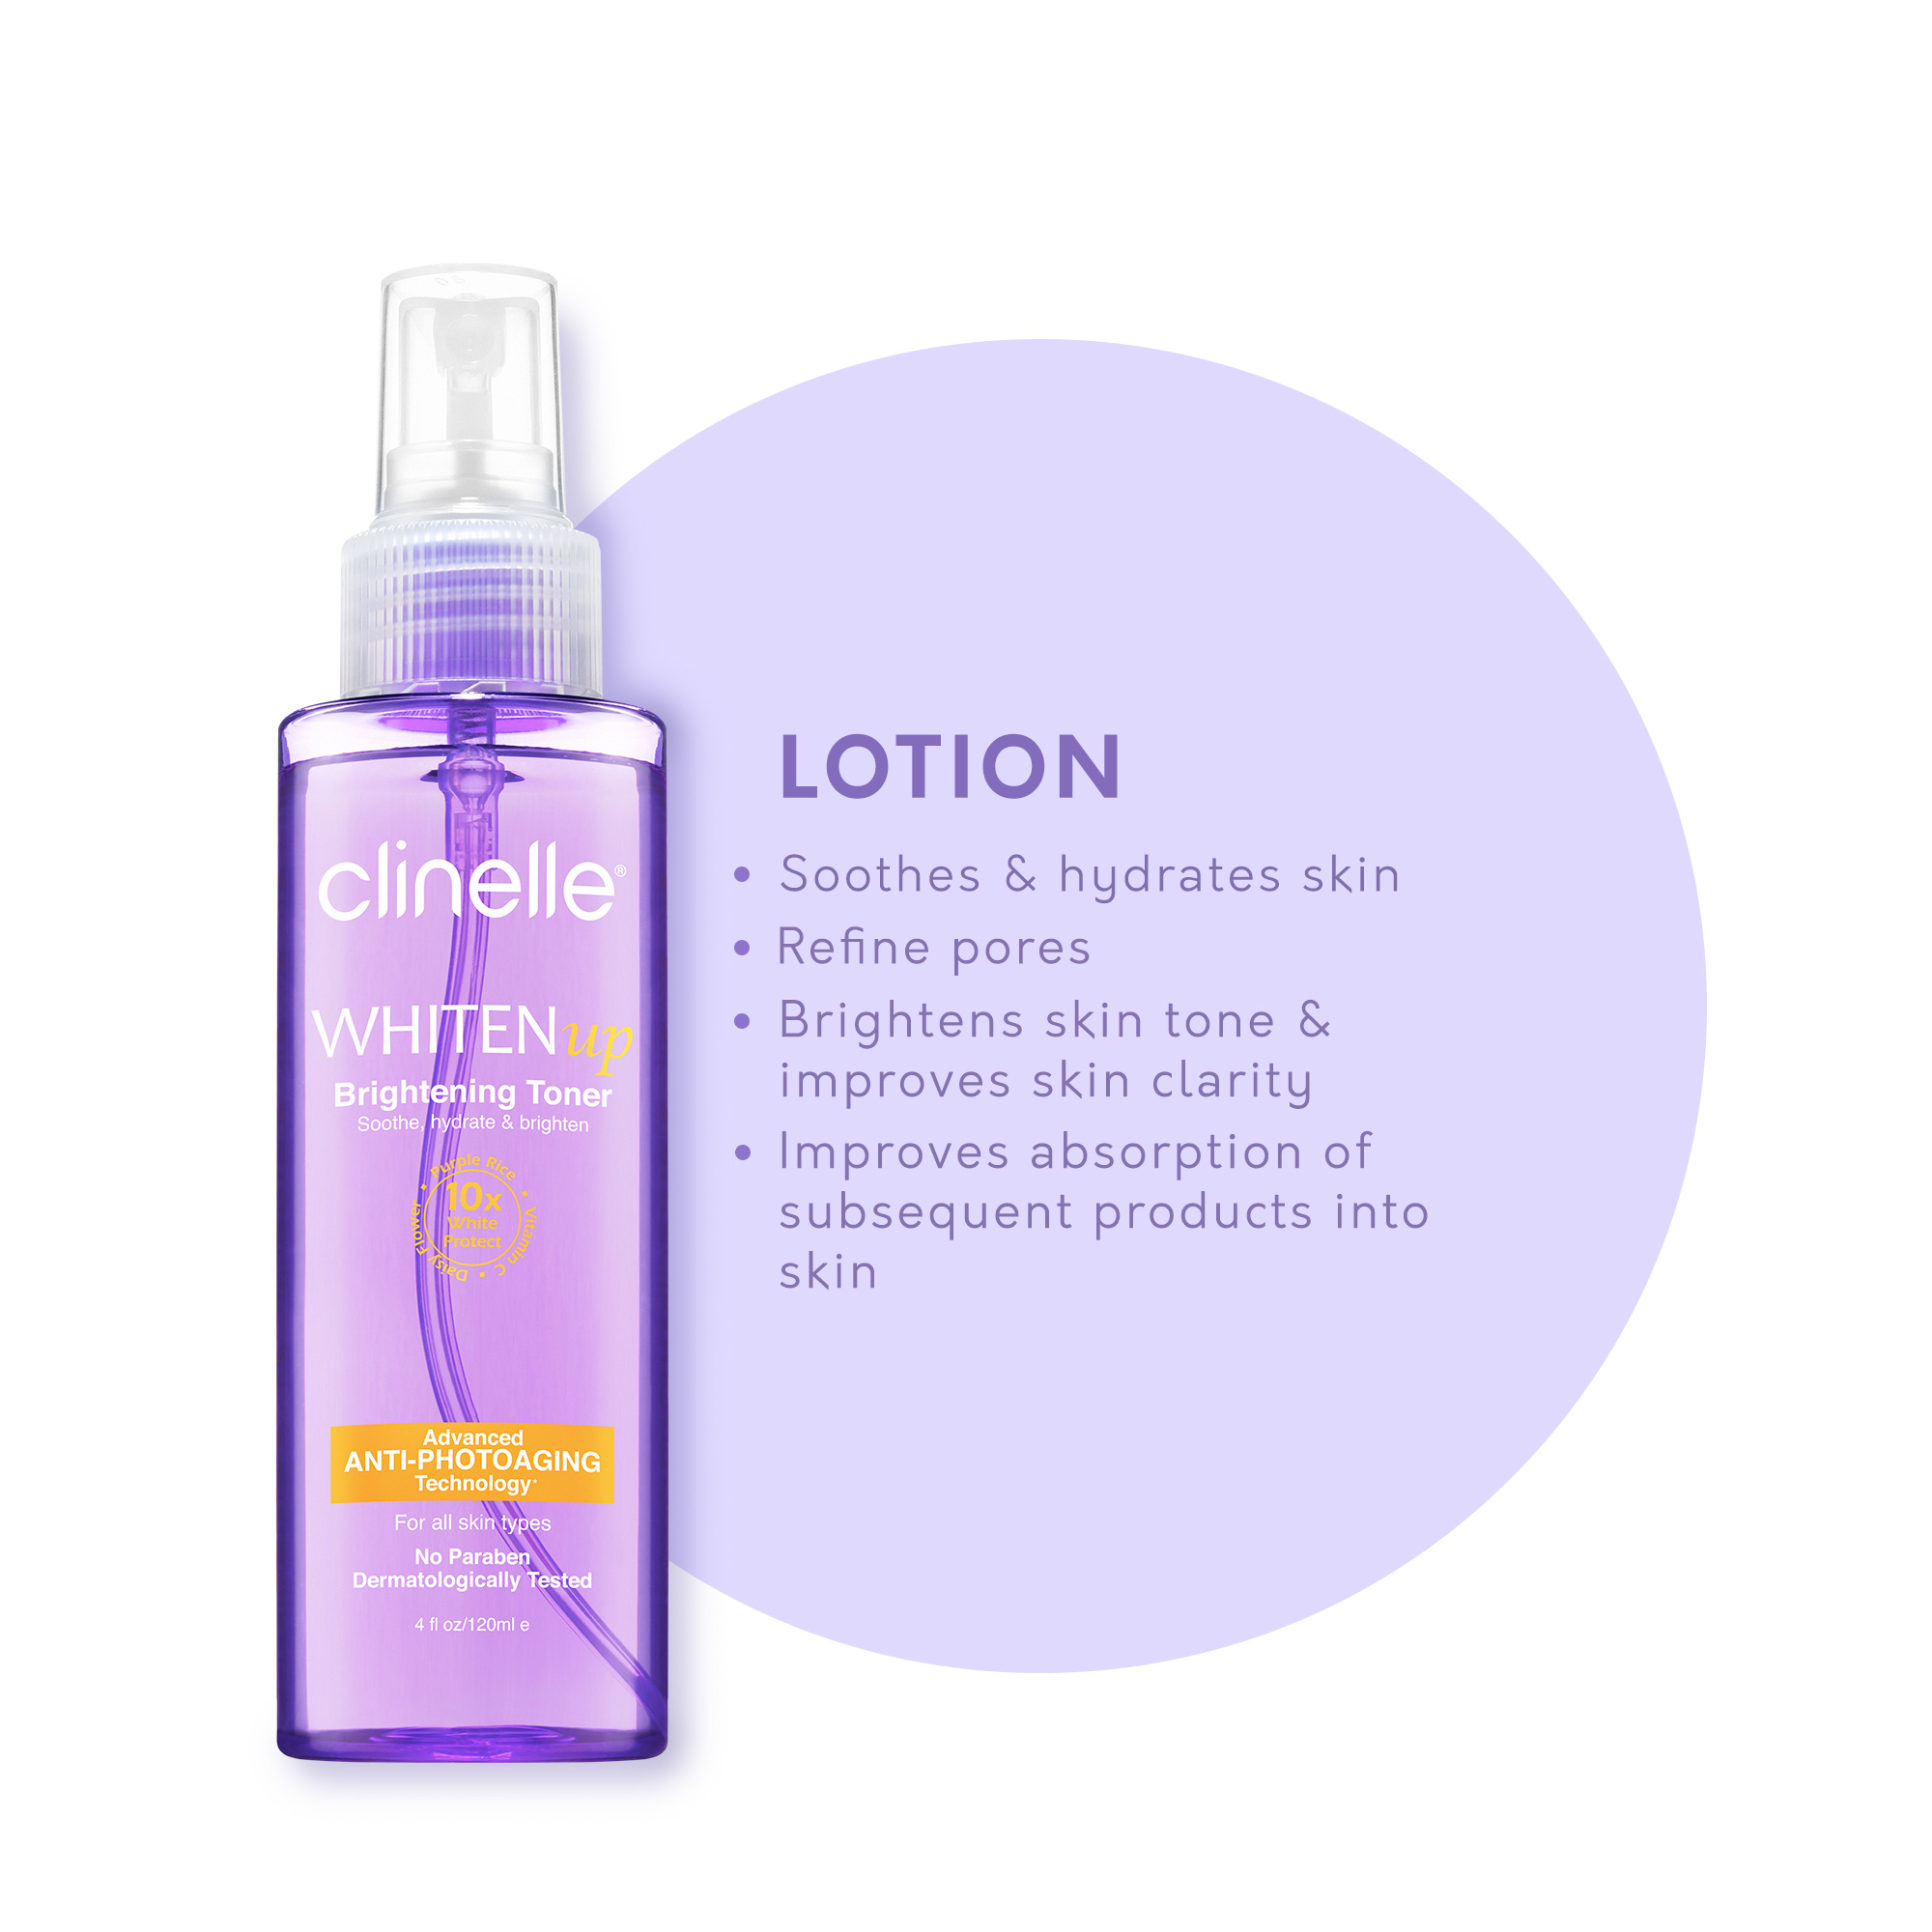 clinelle®
WHITENup
Brightening Toner
Soothe, hydrate & brighten
Purple Rice • Vitamin C • Daisy Flower •
10x
White
Protect
Advanced
ANTI-PHOTOAGING
Technology*
For all skin types
No Paraben
Dermatologically Tested
4 fl oz/120ml e
LOTION
• Soothes & hydrates skin
• Refine pores
• Brightens skin tone &
improves skin clarity
• Improves absorption of
subsequent products into
skin